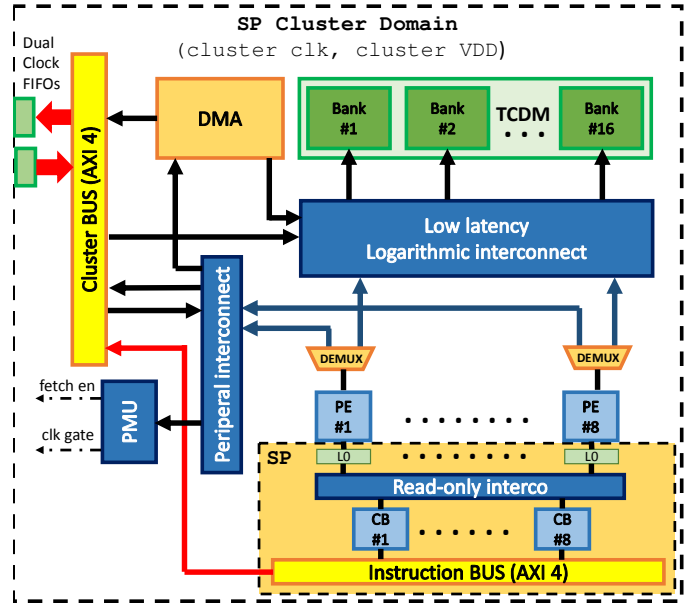 SP Cluster Domain
(cluster clk, cluster VDD)
Dual
Clock
FIFOs
Cluster BUS (AXI 4)
DMA
Bank
#1
Bank
#2
TCDM
. . .
Bank
#16
Low latency
Logarithmic interconnect
Peripheral interconnect
DEMUX
DEMUX
fetch en
clk gate
PMU
PE
#1
. . . . . . . .
PE
#8
SP
L0
. . . . . . . .
L0
Read-only interco
CB
#1
. . . . . . .
CB
#8
Instruction BUS (AXI 4)